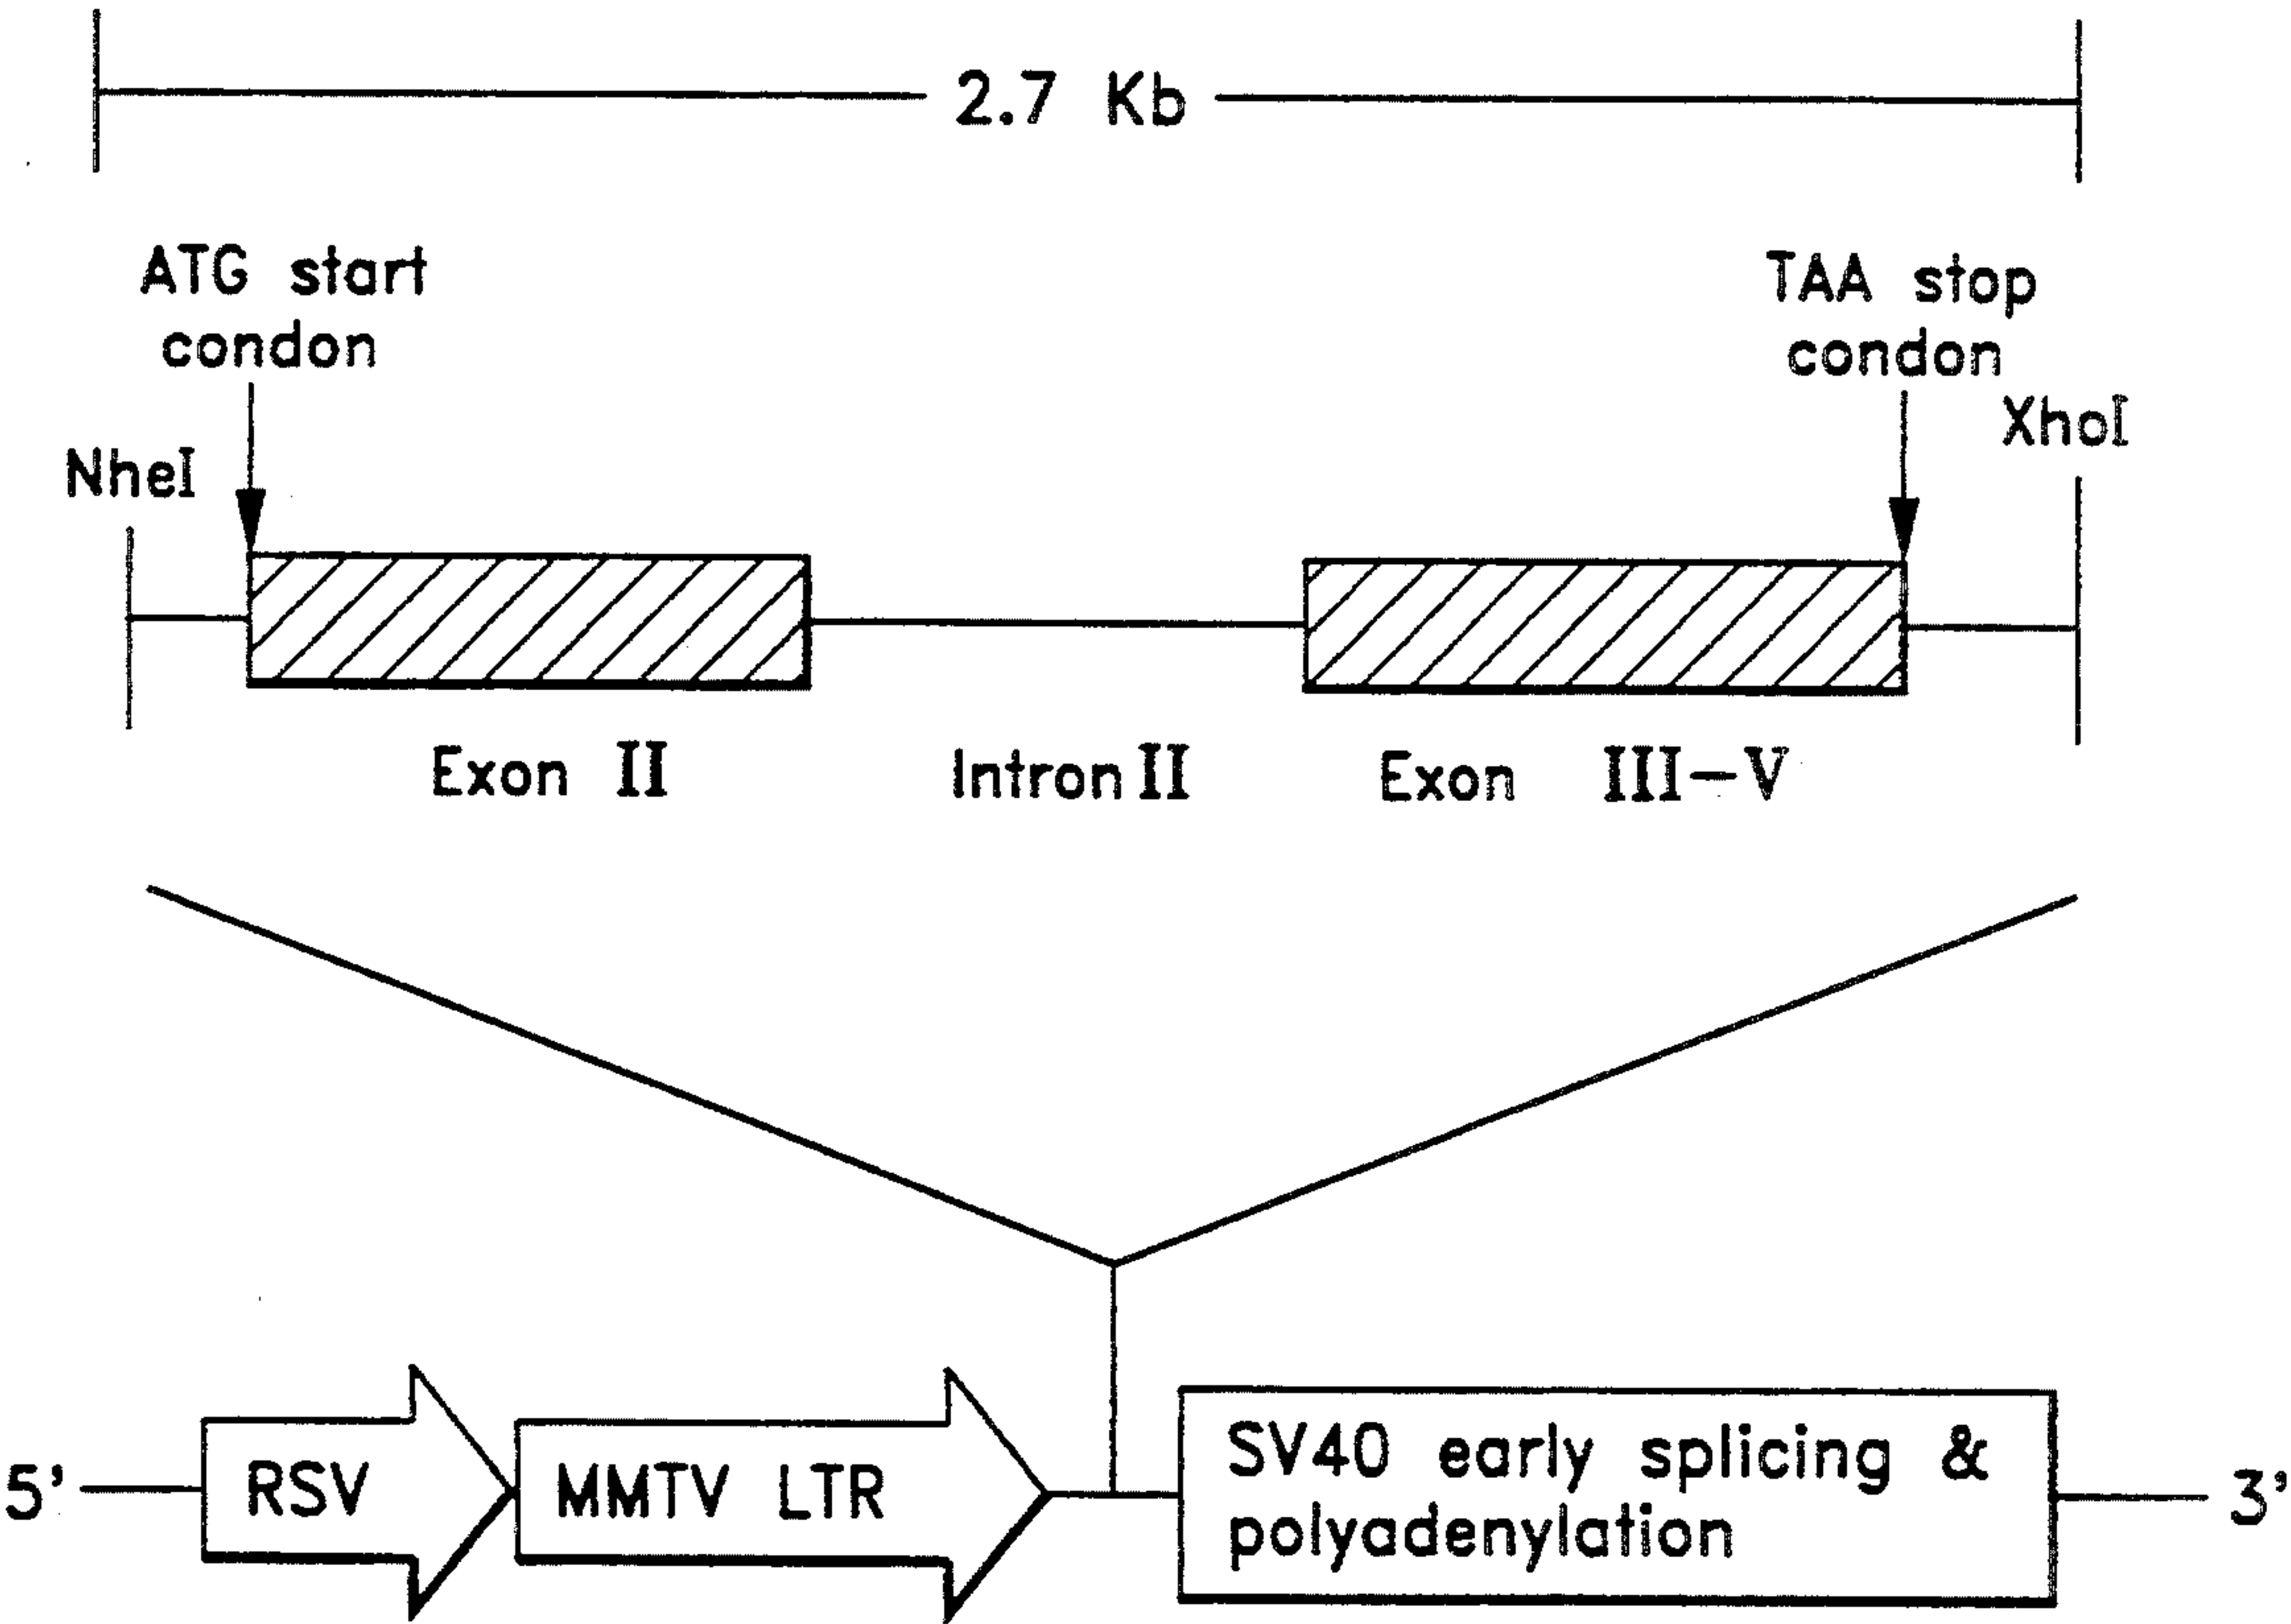 2.7 Kb
ATG start
condon
TAA stop
condon
NheI
XhoI
Exon II
Intron II
Exon III-V
5'
RSV
MMTV LTR
SV40 early splicing &
polyadenylation
3'